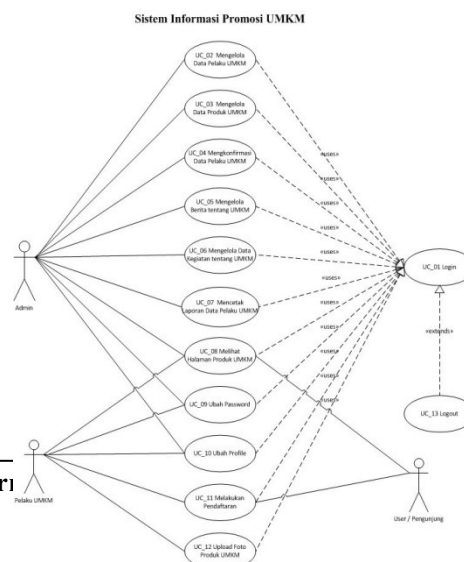 Sistem Informasi Promosi UMKM
UC_02 Mengelola
Data Pelaku UMKM
UC_03 Mengelola
Data Produk UMKM
«uses»
UC_04 Mengkonfirmasi
Data Pelaku UMKM
«uses»
UC_05 Mengelola
Berita tentang UMKM
«uses»
«uses»
UC_06 Mengelola Data
Kegiatan tentang UMKM
«uses»
UC_01 Login
«uses»
UC_07 Mencetak
Laporan Data Pelaku UMKM
Admin
«uses»
UC_08 Melihat
Halaman Produk UMKM
«uses»
«extends»
«uses»
UC_09 Ubah Password
«uses»
«uses»
UC_13 Logout
UC_10 Ubah Profile
Pelaku UMKM
UC_11 Melakukan
Pendaftaran
User / Pengunjung
UC_12 Upload Foto
Produk UMKM